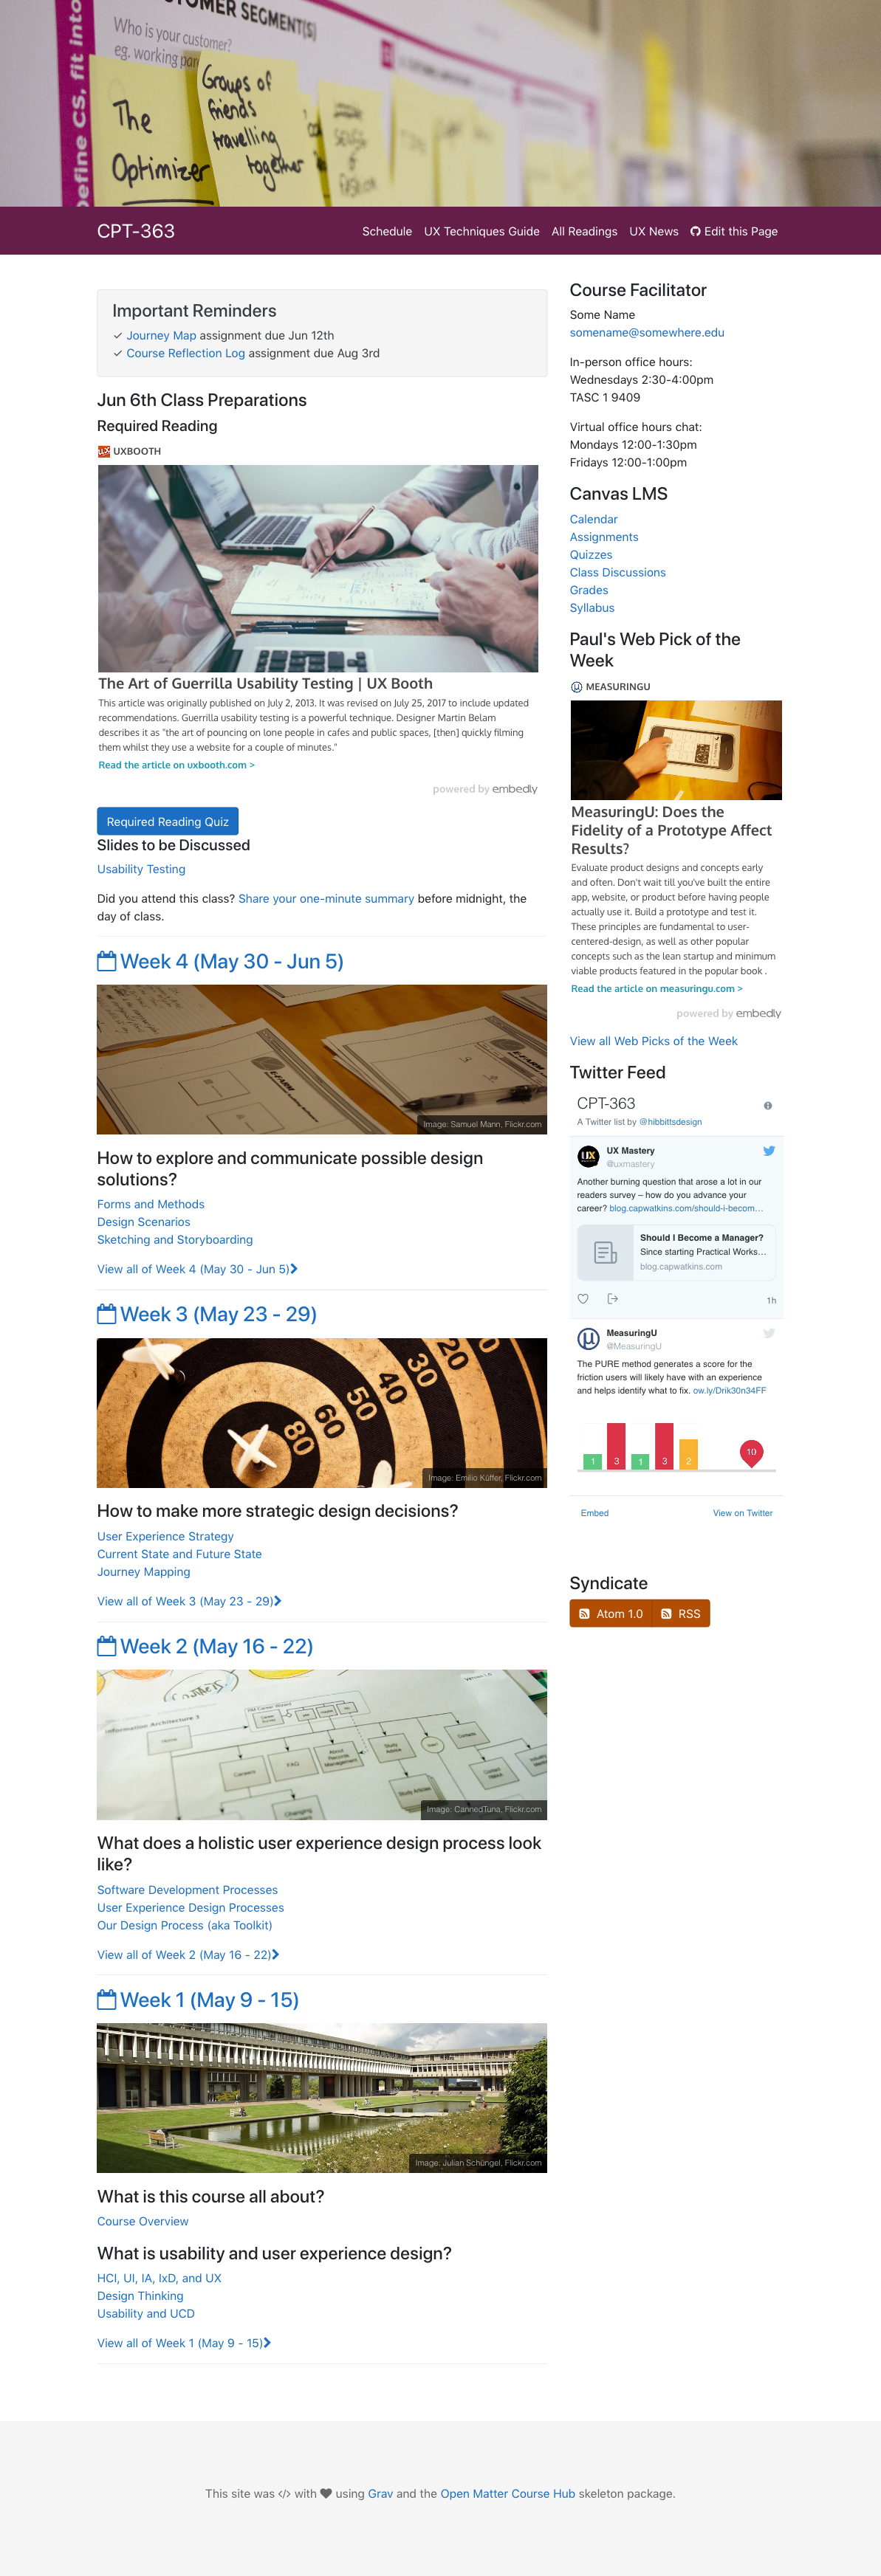 CUSTOMER SEGMENT(S)
Who is your customer?
eg. working par
Define CS, fit into
The
Optimizer
Groups of
friends
travelling
together
CPT-363
Schedule UX Techniques Guide All Readings UX News Edit this Page
Important Reminders
✓ Journey Map assignment due Jun 12th
✓ Course Reflection Log assignment due Aug 3rd
Jun 6th Class Preparations
Required Reading
UX UXBOOTH
The Art of Guerrilla Usability Testing | UX Booth
This article was originally published on July 2, 2013. It was revised on July 25, 2017 to include updated
recommendations. Guerrilla usability testing is a powerful technique. Designer Martin Belam
describes it as "the art of pouncing on lone people in cafes and public spaces, [then] quickly filming
them whilst they use a website for a couple of minutes."
Read the article on uxbooth.com >
powered by embedly
Required Reading Quiz
Slides to be Discussed
Usability Testing
Did you attend this class? Share your one-minute summary before midnight, the
day of class.
Week 4 (May 30 - Jun 5)
Image: Samuel Mann, Flickr.com
How to explore and communicate possible design
solutions?
Forms and Methods
Design Scenarios
Sketching and Storyboarding
View all of Week 4 (May 30 - Jun 5)
Week 3 (May 23 - 29)
80 60 50 40 30 20 10
Image: Emilio Küffer, Flickr.com
How to make more strategic design decisions?
User Experience Strategy
Current State and Future State
Journey Mapping
View all of Week 3 (May 23 - 29)
Week 2 (May 16 - 22)
Information Architecture
Home
Careers
FAQ
About
Records
Management
Study
Advice
Contacts
Study Articles
Image: CannedTuna, Flickr.com
What does a holistic user experience design process look
like?
Software Development Processes
User Experience Design Processes
Our Design Process (aka Toolkit)
View all of Week 2 (May 16 - 22)
Week 1 (May 9 - 15)
Image: Julian Schüngel, Flickr.com
What is this course all about?
Course Overview
What is usability and user experience design?
HCI, UI, IA, IxD, and UX
Design Thinking
Usability and UCD
View all of Week 1 (May 9 - 15)
Course Facilitator
Some Name
somename@somewhere.edu
In-person office hours:
Wednesdays 2:30-4:00pm
TASC 1 9409
Virtual office hours chat:
Mondays 12:00-1:30pm
Fridays 12:00-1:00pm
Canvas LMS
Calendar
Assignments
Quizzes
Class Discussions
Grades
Syllabus
Paul's Web Pick of the
Week
MEASURINGU
MeasuringU: Does the
Fidelity of a Prototype Affect
Results?
Evaluate product designs and concepts early
and often. Don't wait till you've built the entire
app, website, or product before having people
actually use it. Build a prototype and test it.
These principles are fundamental to user-
centered-design, as well as other popular
concepts such as the lean startup and minimum
viable products featured in the popular book .
Read the article on measuringu.com >
powered by embedly
View all Web Picks of the Week
Twitter Feed
CPT-363
A Twitter list by @hibbittsdesign
UX UX Mastery
@uxmastery
Another burning question that arose a lot in our
readers survey – how do you advance your
career? blog.capwatkins.com/should-i-becom…
Should I Become a Manager?
Since starting Practical Works…
blog.capwatkins.com
1h
MeasuringU
@MeasuringU
The PURE method generates a score for the
friction users will likely have with an experience
and helps identify what to fix. ow.ly/Drik30n34FF
1 3 1 3 2 10
Embed View on Twitter
Syndicate
Atom 1.0 RSS
This site was </> with ♥ using Grav and the Open Matter Course Hub skeleton package.